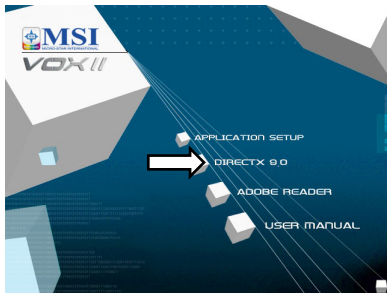 MSI
MICRO-STAR INTERNATIONAL
VOX II
APPLICATION SETUP
DIRECTX 9.0
ADOBE READER
USER MANUAL